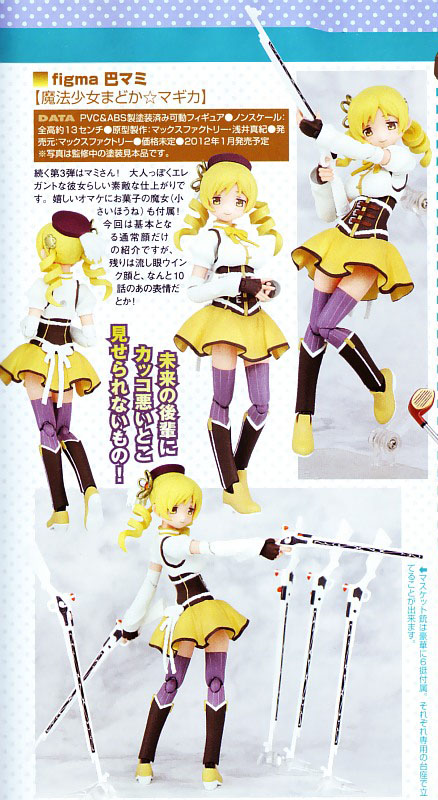 figma 巴マミ
【魔法少女まどか☆マギカ】
DATA PVC&ABS製塗装済み可動フィギュア●ノンスケール:
全高約13センチ●原型製作:マックスファクトリー・浅井真紀●発
売元:マックスファクトリー●価格未定●2012年1月発売予定
※写真は監修中の塗装見本品です。
続く第3弾はマミさん! 大人っぽくエレ
ガントな彼女らしい素敵な仕上がりで
す。嬉しいオマケにお菓子の魔女(小
さいほうね)も付属!
今回は基本とな
る通常顔だけ
の紹介ですが、
残りは流し眼ウイン
ク顔と、なんと10
話のあの表情だ
とか!
未来の後輩に
カッコ悪いとこ
見せられないもの!
⬅マスケット銃は豪華に6挺付属。それぞれ専用の台座で立
てることが出来ます。